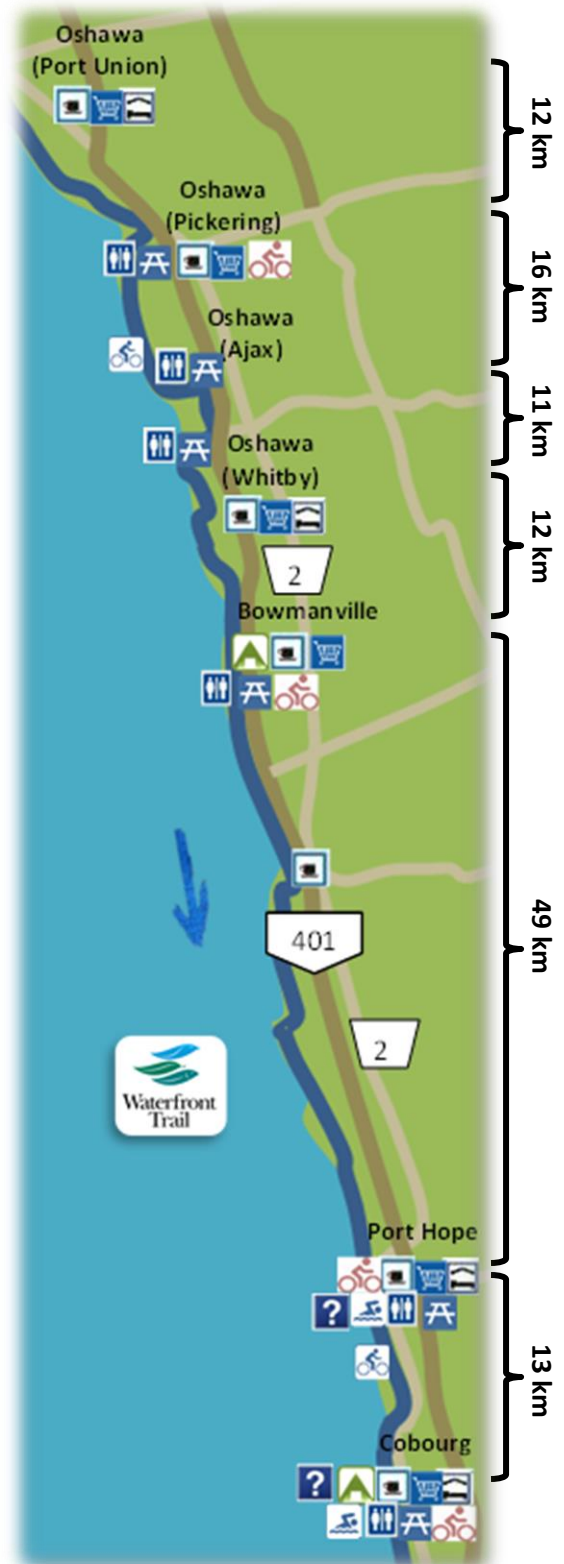 Oshawa
(Port Union)
12 km
Oshawa
(Pickering)
16 km
Oshawa
(Ajax)
11 km
Oshawa
(Whitby)
12 km
2
Bowmanville
49 km
401
2
Waterfront
Trail
Port Hope
?
13 km
Cobourg
?